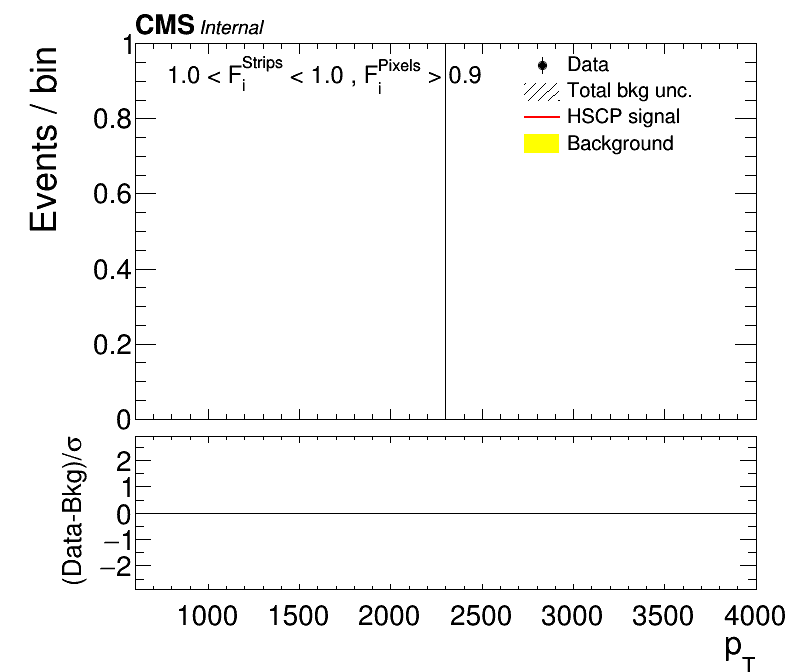 CMS Internal
Events / bin
1
0.8
0.6
0.4
0.2
0
1.0 < F_i^Strips < 1.0 , F_i^Pixels > 0.9
Data
Total bkg unc.
HSCP signal
Background
(Data-Bkg)/σ
2
1
0
−1
−2
1000 1500 2000 2500 3000 3500 4000
p_T